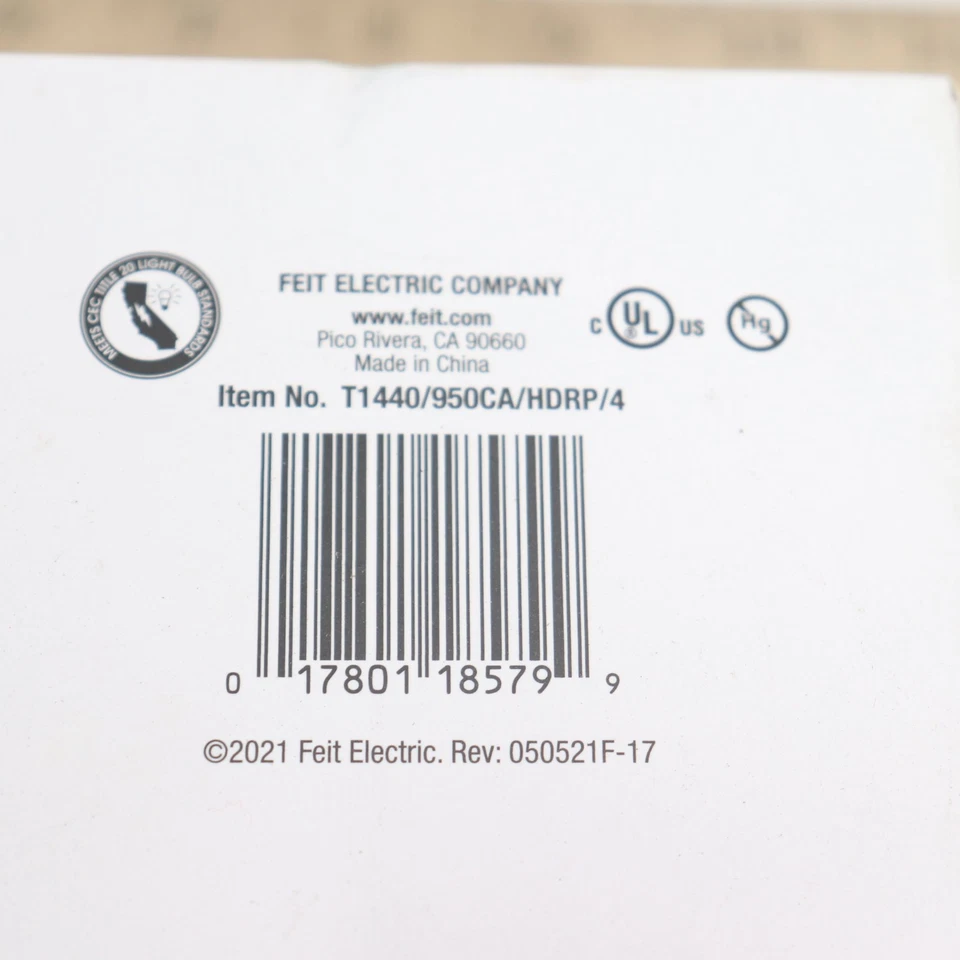 MEETS CEC TITLE 20 LIGHT BULB STANDARDS
FEIT ELECTRIC COMPANY
www.feit.com
Pico Rivera, CA 90660
Made in China
C UL ® US
Hg
Item No. T1440/950CA/HDRP/4
0 17801 18579 9
©2021 Feit Electric. Rev: 050521F-17